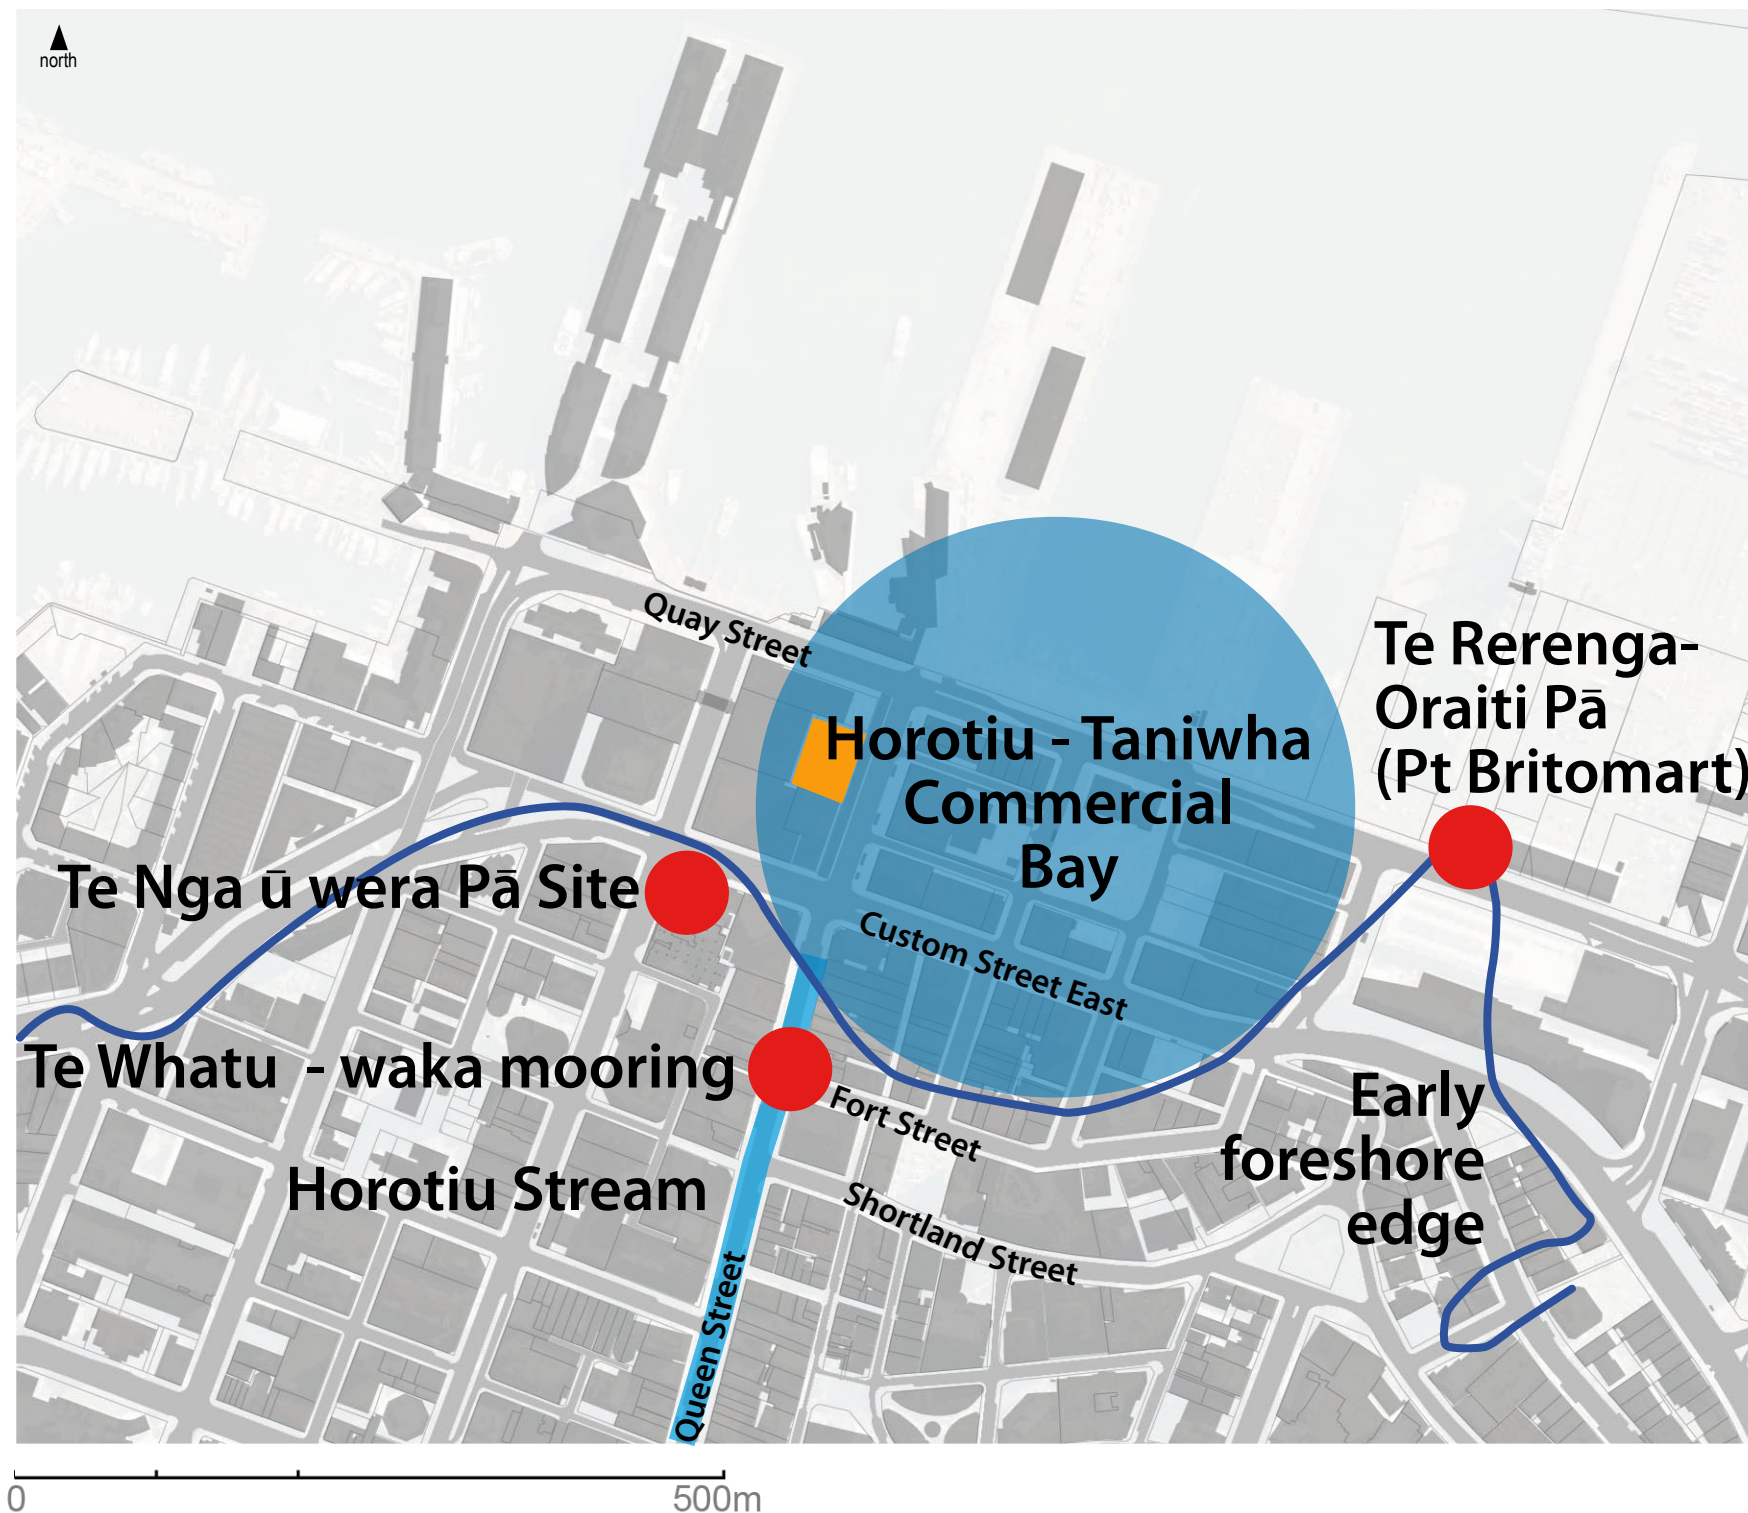 north
Quay Street
Te Rerenga-
Oraiti Pā
(Pt Britomart)
Horotiu - Taniwha
Commercial
Bay
Te Nga ū wera Pā Site
Custom Street East
Te Whatu - waka mooring
Fort Street
Early
foreshore
edge
Horotiu Stream
Shortland Street
Queen Street
0
500m